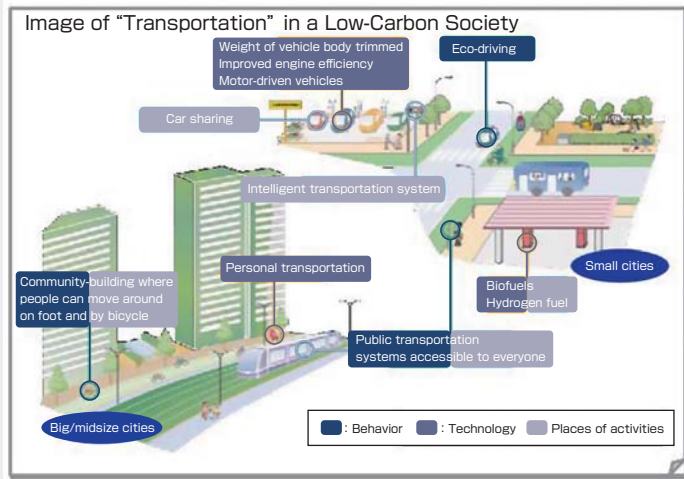 Image of “Transportation” in a Low-Carbon Society
Weight of vehicle body trimmed
Improved engine efficiency
Motor-driven vehicles
Eco-driving
Car sharing
Intelligent transportation system
Personal transportation
Small cities
Community-building where
people can move around
on foot and by bicycle
Biofuels
Hydrogen fuel
Public transportation
systems accessible to everyone
Big/midsize cities
: Behavior : Technology Places of activities